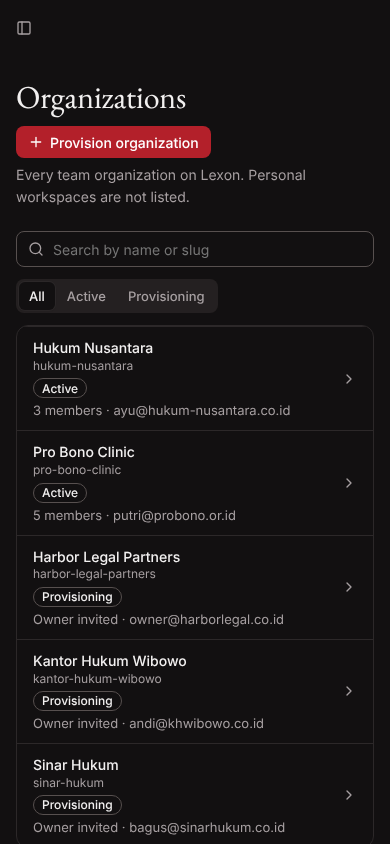 Organizations
Provision organization
Every team organization on Lexon. Personal
workspaces are not listed.
Search by name or slug
All Active Provisioning
Hukum Nusantara
hukum-nusantara
Active
3 members · ayu@hukum-nusantara.co.id
Pro Bono Clinic
pro-bono-clinic
Active
5 members · putri@probono.or.id
Harbor Legal Partners
harbor-legal-partners
Provisioning
Owner invited · owner@harborlegal.co.id
Kantor Hukum Wibowo
kantor-hukum-wibowo
Provisioning
Owner invited · andi@khwibowo.co.id
Sinar Hukum
sinar-hukum
Provisioning
Owner invited · bagus@sinarhukum.co.id